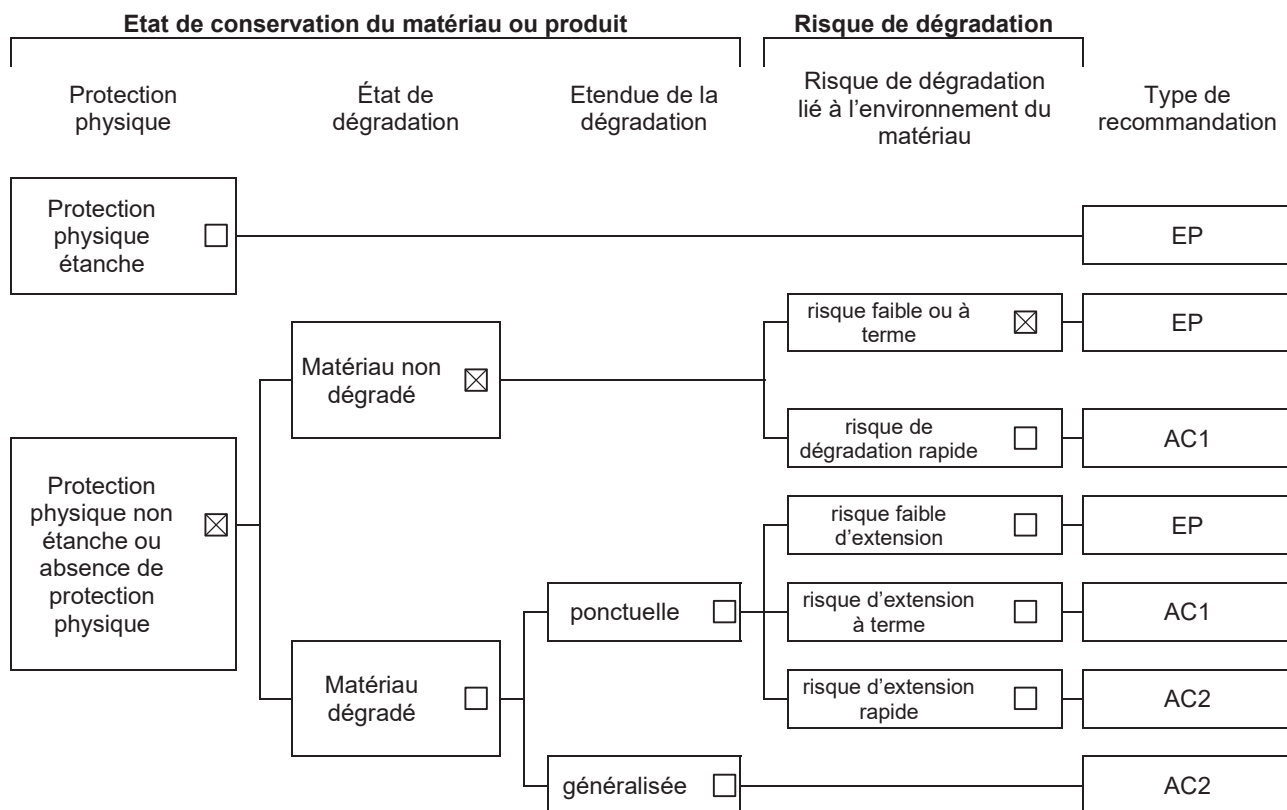 Etat de conservation du matériau ou produit
Risque de dégradation
Protection
physique
État de
dégradation
Etendue de la
dégradation
Risque de dégradation
lié à l'environnement du
matériau
Type de
recommandation
Protection
physique
étanche
EP
risque faible ou à
terme
EP
Matériau non
dégradé
risque de
dégradation rapide
AC1
Protection
physique non
étanche ou
absence de
protection
physique
risque faible
d'extension
EP
ponctuelle
risque d'extension
à terme
AC1
Matériau
dégradé
risque d'extension
rapide
AC2
généralisée
AC2